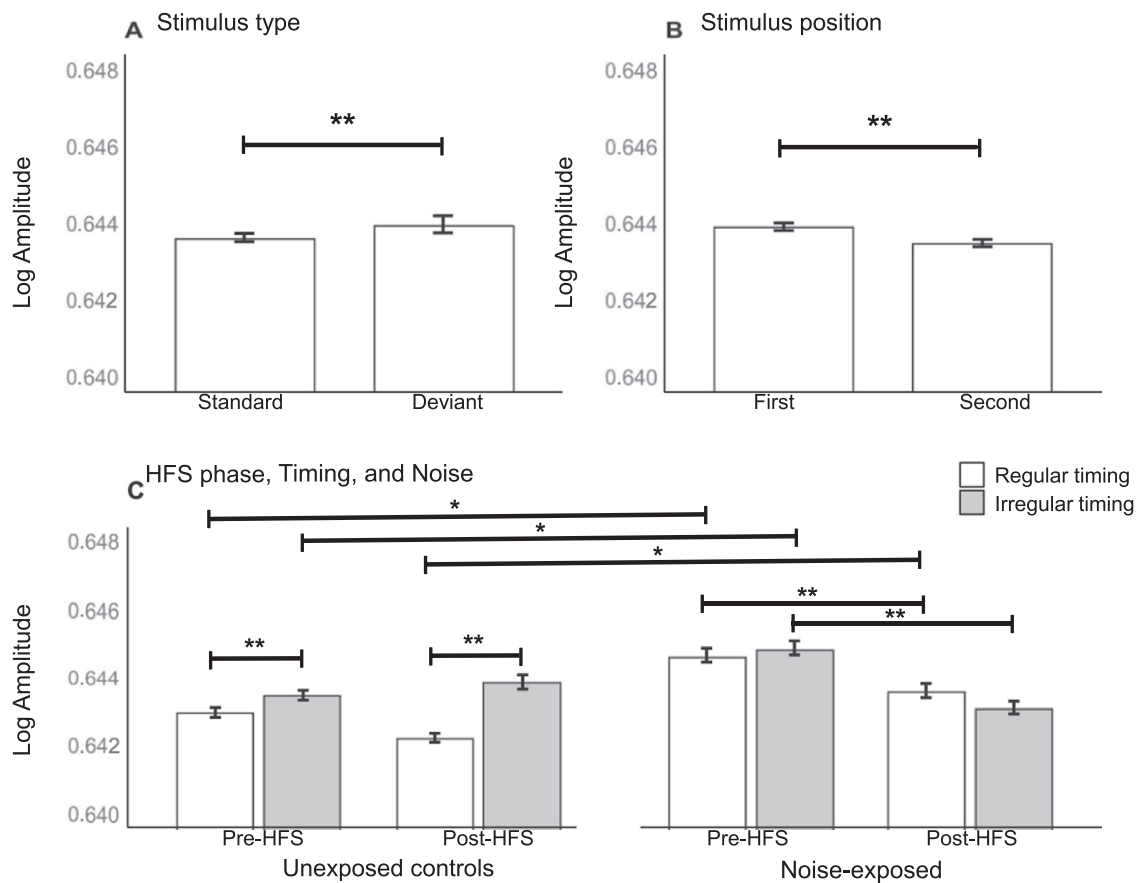 A Stimulus type
B Stimulus position
0.648
0.646
0.644
0.642
0.640
Log Amplitude
**
Standard
Deviant
0.648
0.646
0.644
0.642
0.640
Log Amplitude
**
First
Second
C HFS phase, Timing, and Noise
Regular timing
Irregular timing
0.648
0.646
0.644
0.642
0.640
Log Amplitude
*
*
*
**
**
**
**
Pre-HFS
Post-HFS
Pre-HFS
Post-HFS
Unexposed controls
Noise-exposed